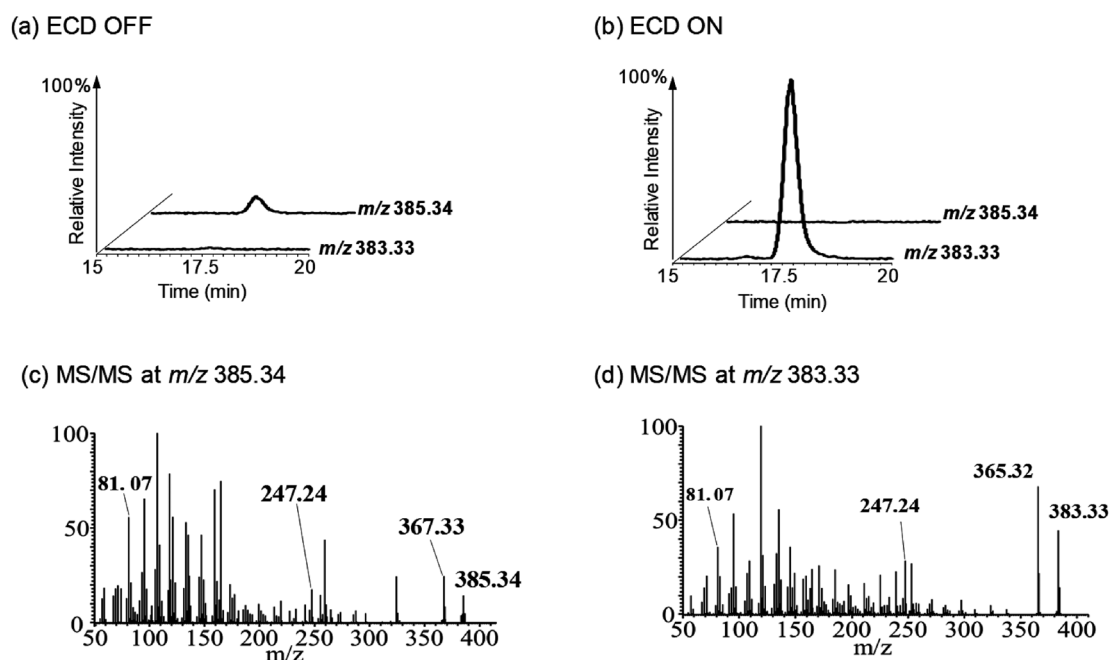 (a) ECD OFF
100%
Relative Intensity
m/z 385.34
m/z 383.33
15 17.5 20
Time (min)
(b) ECD ON
100%
Relative Intensity
m/z 385.34
m/z 383.33
15 17.5 20
Time (min)
(c) MS/MS at m/z 385.34
100
81.07
247.24
367.33
50
385.34
0
50 100 150 200 250 300 350 400
m/z
(d) MS/MS at m/z 383.33
100
365.32
81.07
247.24
383.33
50
0
50 100 150 200 250 300 350 400
m/z